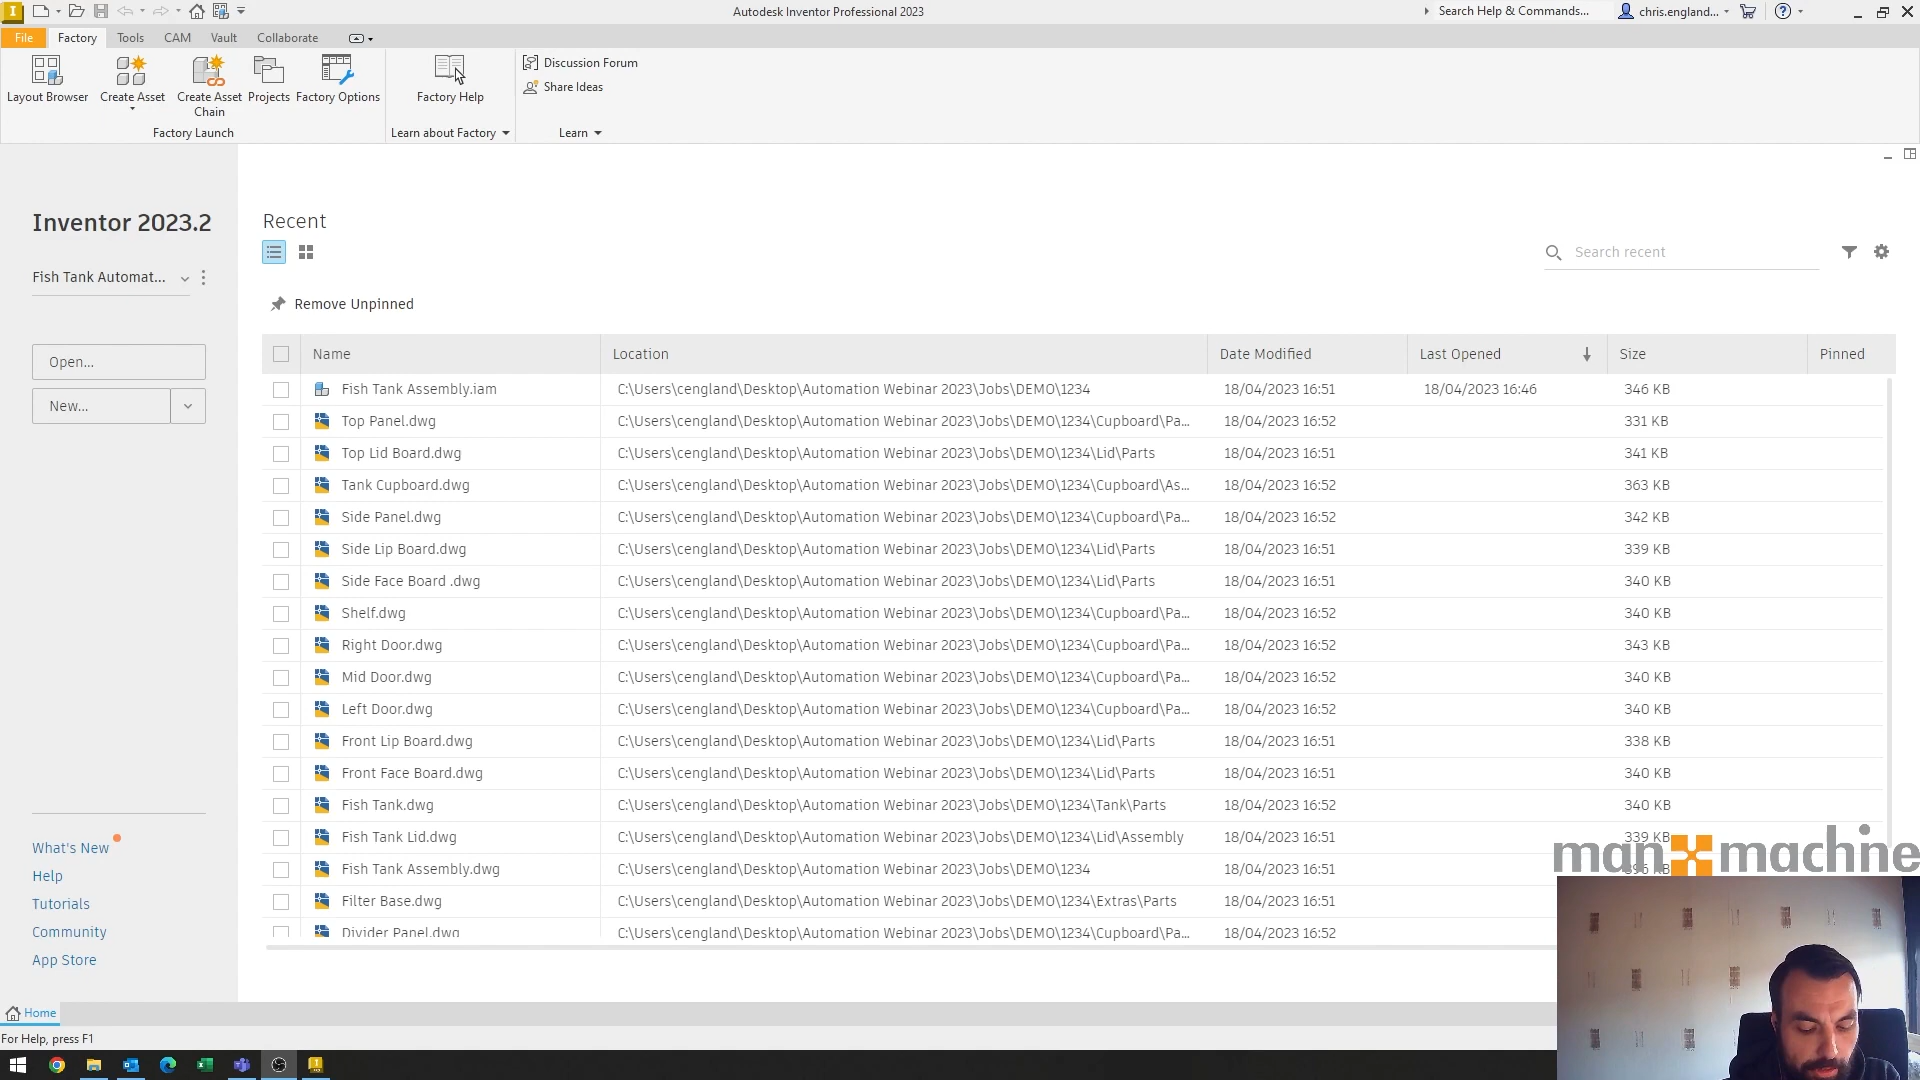 Autodesk Inventor Professional 2023
Search Help & Commands...
chris.england...
File
Factory
Tools
CAM
Vault
Collaborate
Layout Browser
Create Asset
Create Asset
Chain
Projects
Factory Options
Factory Help
Discussion Forum
Share Ideas
Factory Launch
Learn about Factory
Learn
Inventor 2023.2
Fish Tank Automat...
Open...
New...
Recent
Search recent
Remove Unpinned
Name Location Date Modified Last Opened Size Pinned
Fish Tank Assembly.iam C:\Users\cengland\Desktop\Automation Webinar 2023\Jobs\DEMO\1234 18/04/2023 16:51 18/04/2023 16:46 346 KB
Top Panel.dwg C:\Users\cengland\Desktop\Automation Webinar 2023\Jobs\DEMO\1234\Cupboard\Pa... 18/04/2023 16:52 331 KB
Top Lid Board.dwg C:\Users\cengland\Desktop\Automation Webinar 2023\Jobs\DEMO\1234\Lid\Parts 18/04/2023 16:51 341 KB
Tank Cupboard.dwg C:\Users\cengland\Desktop\Automation Webinar 2023\Jobs\DEMO\1234\Cupboard\As... 18/04/2023 16:52 363 KB
Side Panel.dwg C:\Users\cengland\Desktop\Automation Webinar 2023\Jobs\DEMO\1234\Cupboard\Pa... 18/04/2023 16:52 342 KB
Side Lip Board.dwg C:\Users\cengland\Desktop\Automation Webinar 2023\Jobs\DEMO\1234\Lid\Parts 18/04/2023 16:51 339 KB
Side Face Board .dwg C:\Users\cengland\Desktop\Automation Webinar 2023\Jobs\DEMO\1234\Lid\Parts 18/04/2023 16:51 340 KB
Shelf.dwg C:\Users\cengland\Desktop\Automation Webinar 2023\Jobs\DEMO\1234\Cupboard\Pa... 18/04/2023 16:52 340 KB
Right Door.dwg C:\Users\cengland\Desktop\Automation Webinar 2023\Jobs\DEMO\1234\Cupboard\Pa... 18/04/2023 16:52 343 KB
Mid Door.dwg C:\Users\cengland\Desktop\Automation Webinar 2023\Jobs\DEMO\1234\Cupboard\Pa... 18/04/2023 16:52 340 KB
Left Door.dwg C:\Users\cengland\Desktop\Automation Webinar 2023\Jobs\DEMO\1234\Cupboard\Pa... 18/04/2023 16:52 340 KB
Front Lip Board.dwg C:\Users\cengland\Desktop\Automation Webinar 2023\Jobs\DEMO\1234\Lid\Parts 18/04/2023 16:51 338 KB
Front Face Board.dwg C:\Users\cengland\Desktop\Automation Webinar 2023\Jobs\DEMO\1234\Lid\Parts 18/04/2023 16:51 340 KB
Fish Tank.dwg C:\Users\cengland\Desktop\Automation Webinar 2023\Jobs\DEMO\1234\Tank\Parts 18/04/2023 16:52 340 KB
Fish Tank Lid.dwg C:\Users\cengland\Desktop\Automation Webinar 2023\Jobs\DEMO\1234\Lid\Assembly 18/04/2023 16:51 339 KB
Fish Tank Assembly.dwg C:\Users\cengland\Desktop\Automation Webinar 2023\Jobs\DEMO\1234 18/04/2023 16:51 KB
Filter Base.dwg C:\Users\cengland\Desktop\Automation Webinar 2023\Jobs\DEMO\1234\Extras\Parts 18/04/2023 16:51
Divider Panel.dwg C:\Users\cengland\Desktop\Automation Webinar 2023\Jobs\DEMO\1234\Cupboard\Pa... 18/04/2023 16:52
man machine
What's New
Help
Tutorials
Community
App Store
Home
For Help, press F1